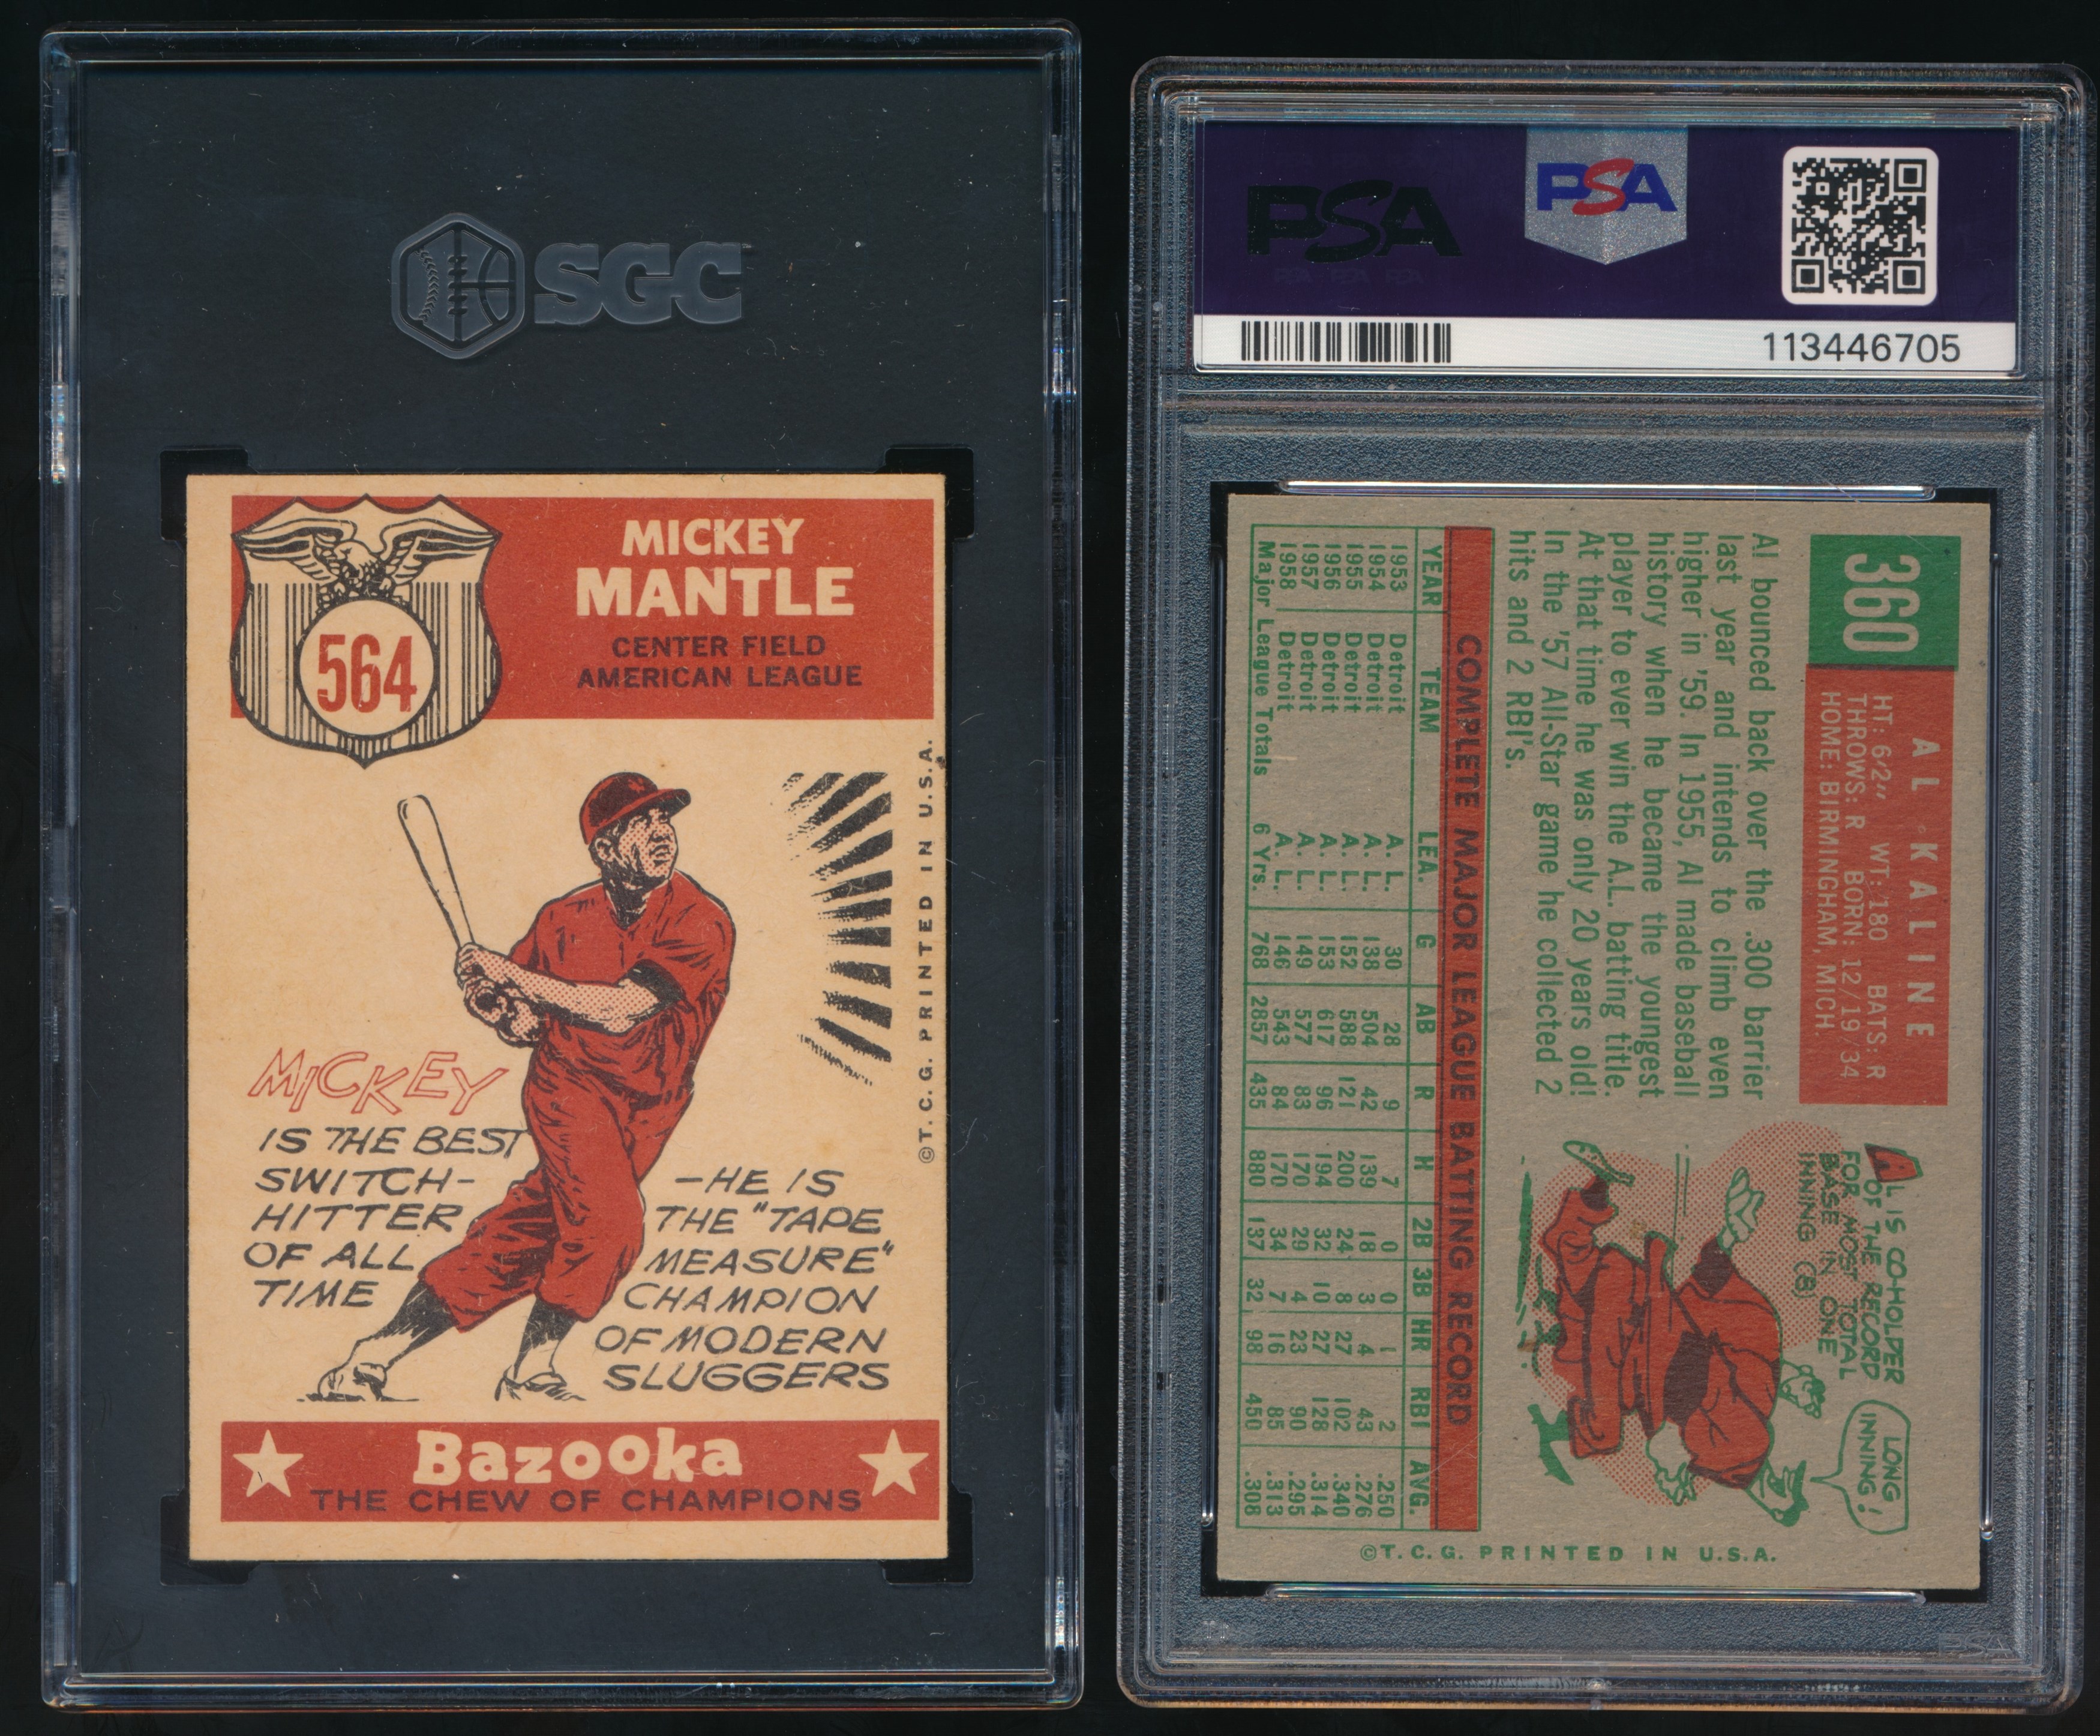 SGC
MICKEY
MANTLE
CENTER FIELD
AMERICAN LEAGUE
564
©T.C.G. PRINTED IN U.S.A.
MICKEY
IS THE BEST
SWITCH-
HITTER
OF ALL
TIME
—HE IS
THE "TAPE
MEASURE"
CHAMPION
OF MODERN
SLUGGERS
Bazooka
THE CHEW OF CHAMPIONS
PSA
PSA
113446705
360
AL KALINE
HT: 6'2" WT: 180 BATS: R
THROWS: R BORN: 12/19/34
HOME: BIRMINGHAM, MICH.
Al bounced back over the .300 barrier
last year and intends to climb even
higher in '59. In 1955, Al made baseball
history when he became the youngest
player to ever win the A.L. batting title.
At that time he was only 20 years old!
In the '57 All-Star game he collected 2
hits and 2 RBI's.
AL IS CO-HOLDER
OF THE RECORD
FOR MOST TOTAL
BASE IN ONE
INNING (8)
LONG
INNING!
COMPLETE MAJOR LEAGUE BATTING RECORD
YEAR TEAM LEA. G AB R H 2B 3B HR RBI AVG.
1953 Detroit A. L. 30 28 9 7 0 0 1 2 .250
1954 Detroit A. L. 138 504 42 139 18 3 4 43 .276
1955 Detroit A. L. 152 588 121 200 24 8 27 102 .340
1956 Detroit A. L. 153 617 96 194 32 10 27 128 .314
1957 Detroit A. L. 149 577 83 170 29 4 23 90 .295
1958 Detroit A. L. 146 543 84 170 34 7 16 85 .313
Major League Totals 6 Yrs. 768 2857 435 880 137 32 98 450 .308
©T.C.G. PRINTED IN U.S.A.